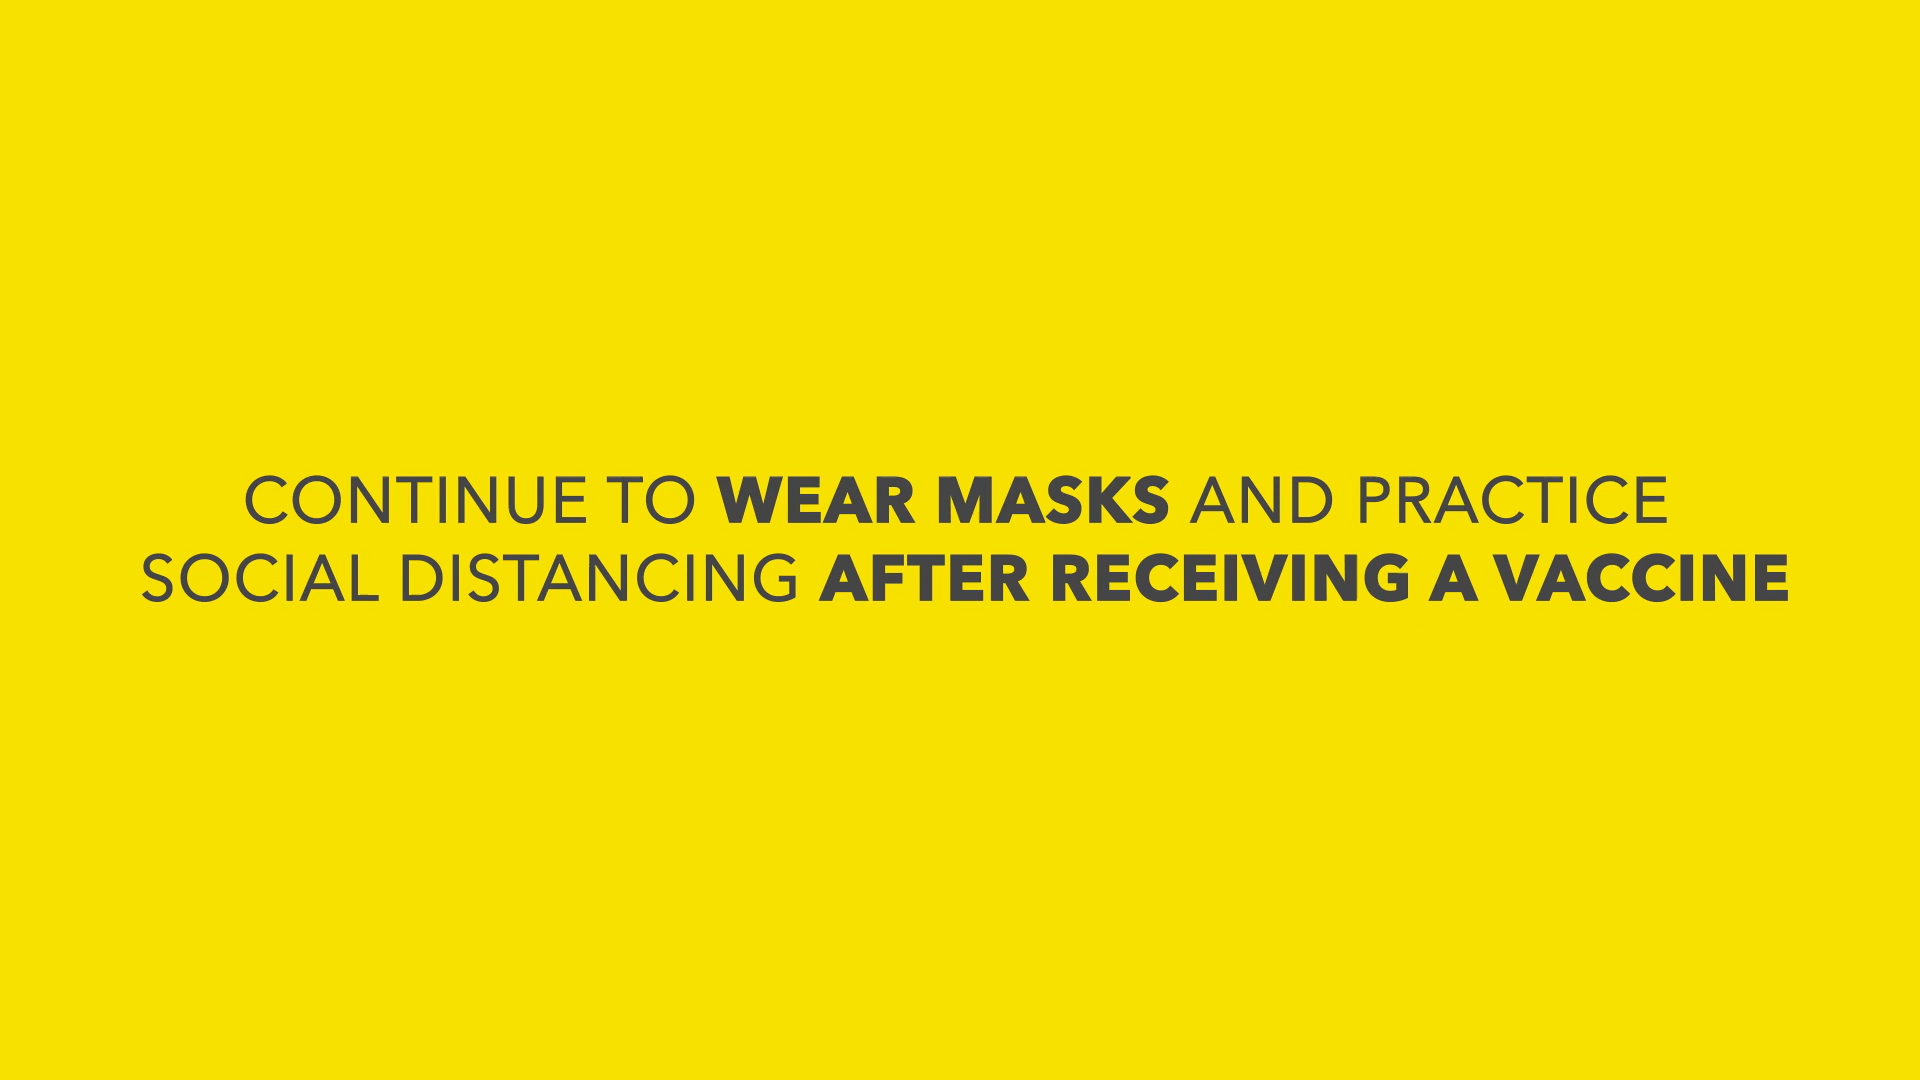 CONTINUE TO WEAR MASKS AND PRACTICE
SOCIAL DISTANCING AFTER RECEIVING A VACCINE